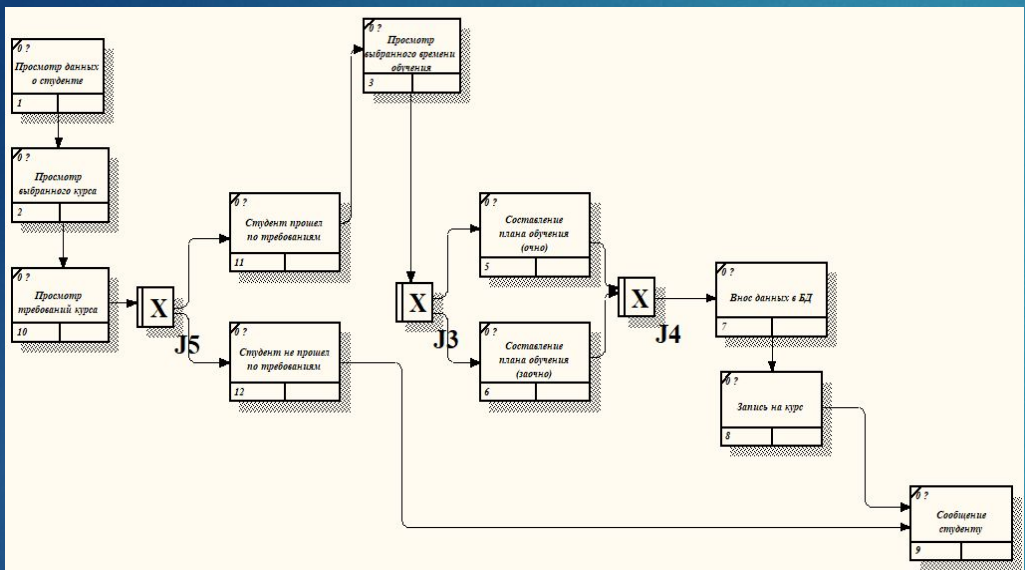 0 ?
Просмотр данных
о студенте
1
0 ?
Просмотр
выбранного курса
2
0 ?
Просмотр
требований курса
10
X
J5
0 ?
Студент прошел
по требованиям
11
0 ?
Студент не прошел
по требованиям
12
0 ?
Просмотр
выбранного времени
обучения
3
X
J3
0 ?
Составление
плана обучения
(очно)
5
0 ?
Составление
плана обучения
(заочно)
6
X
J4
0 ?
Внос данных в БД
7
0 ?
Запись на курс
8
0 ?
Сообщение
студенту
9